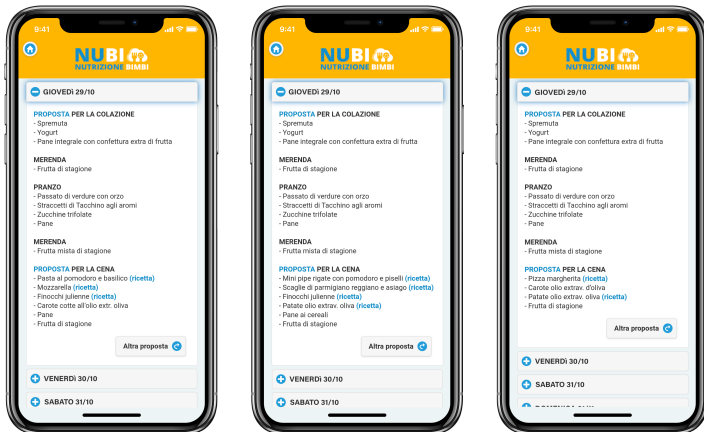 9:41
NUBI
NUTRIZIONE BIMBI
GIOVEDÌ 29/10
PROPOSTA PER LA COLAZIONE
- Spremuta
- Yogurt
- Pane integrale con confettura extra di frutta
MERENDA
- Frutta di stagione
PRANZO
- Passato di verdure con orzo
- Straccetti di Tacchino agli aromi
- Zucchine trifolate
- Pane
MERENDA
- Frutta mista di stagione
PROPOSTA PER LA CENA
- Pasta al pomodoro e basilico (ricetta)
- Mozzarella (ricetta)
- Finocchi julienne (ricetta)
- Carote cotte all'olio extr. oliva
- Pane
- Frutta di stagione
Altra proposta
VENERDÌ 30/10
SABATO 31/10
9:41
NUBI
NUTRIZIONE BIMBI
GIOVEDÌ 29/10
PROPOSTA PER LA COLAZIONE
- Spremuta
- Yogurt
- Pane integrale con confettura extra di frutta
MERENDA
- Frutta di stagione
PRANZO
- Passato di verdure con orzo
- Straccetti di Tacchino agli aromi
- Zucchine trifolate
- Pane
MERENDA
- Frutta mista di stagione
PROPOSTA PER LA CENA
- Mini pipe rigate con pomodoro e piselli (ricetta)
- Scaglie di parmigiano reggiano e asiago (ricetta)
- Finocchi julienne (ricetta)
- Patate olio extrav. oliva (ricetta)
- Pane ai cereali
- Frutta di stagione
Altra proposta
VENERDÌ 30/10
SABATO 31/10
9:41
NUBI
NUTRIZIONE BIMBI
GIOVEDÌ 29/10
PROPOSTA PER LA COLAZIONE
- Spremuta
- Yogurt
- Pane integrale con confettura extra di frutta
MERENDA
- Frutta di stagione
PRANZO
- Passato di verdure con orzo
- Straccetti di Tacchino agli aromi
- Zucchine trifolate
- Pane
MERENDA
- Frutta mista di stagione
PROPOSTA PER LA CENA
- Pizza margherita (ricetta)
- Carote olio extrav. d'oliva
- Patate olio extrav. oliva (ricetta)
- Frutta di stagione
Altra proposta
VENERDÌ 30/10
SABATO 31/10